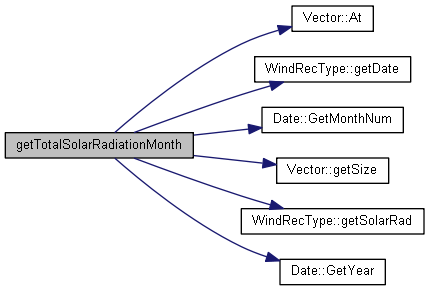 Vector::At
WindRecType::getDate
Date::GetMonthNum
getTotalSolarRadiationMonth
Vector::getSize
WindRecType::getSolarRad
Date::GetYear